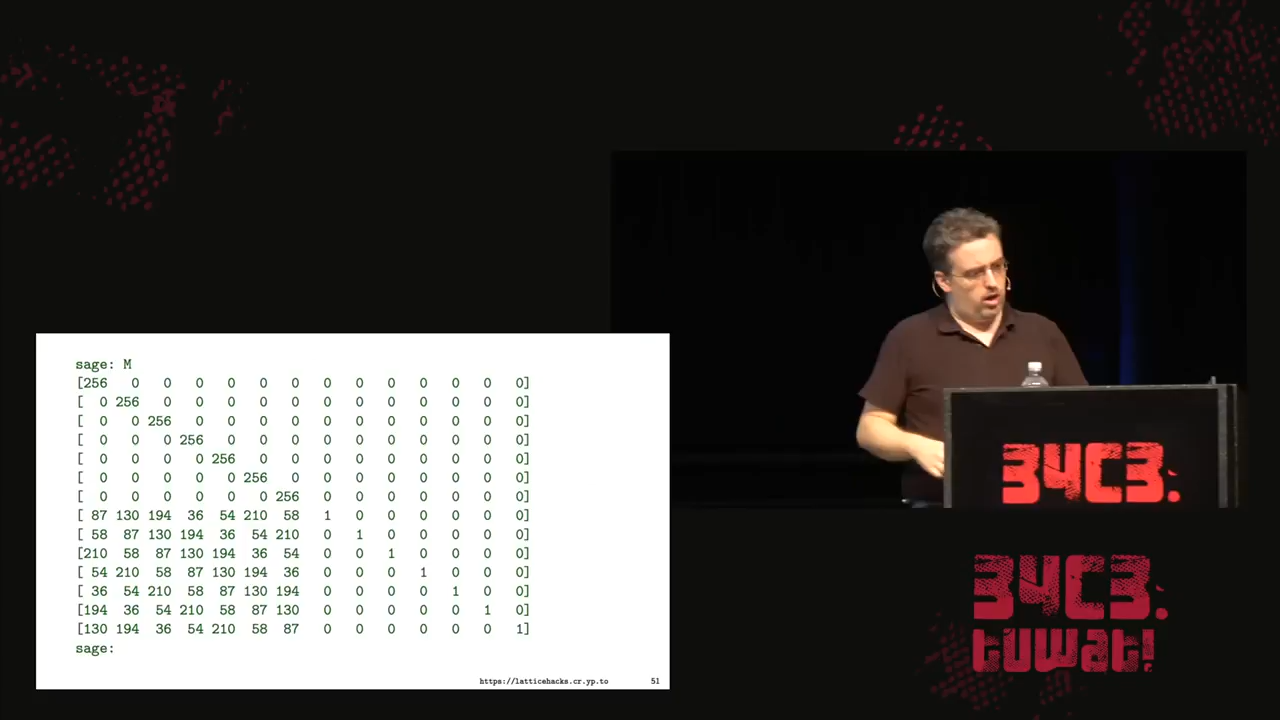 sage: M
[256 0 0 0 0 0 0 0 0 0 0 0 0 0]
[ 0 256 0 0 0 0 0 0 0 0 0 0 0 0]
[ 0 0 256 0 0 0 0 0 0 0 0 0 0 0]
[ 0 0 0 256 0 0 0 0 0 0 0 0 0 0]
[ 0 0 0 0 256 0 0 0 0 0 0 0 0 0]
[ 0 0 0 0 0 256 0 0 0 0 0 0 0 0]
[ 0 0 0 0 0 0 256 0 0 0 0 0 0 0]
[ 87 130 194 36 54 210 58 1 0 0 0 0 0 0]
[ 58 87 130 194 36 54 210 0 1 0 0 0 0 0]
[210 58 87 130 194 36 54 0 0 1 0 0 0 0]
[ 54 210 58 87 130 194 36 0 0 0 1 0 0 0]
[ 36 54 210 58 87 130 194 0 0 0 0 1 0 0]
[194 36 54 210 58 87 130 0 0 0 0 0 1 0]
[130 194 36 54 210 58 87 0 0 0 0 0 0 1]
sage:
https://latticehacks.cr.yp.to 51
34C3.
34C3.
tuwat!